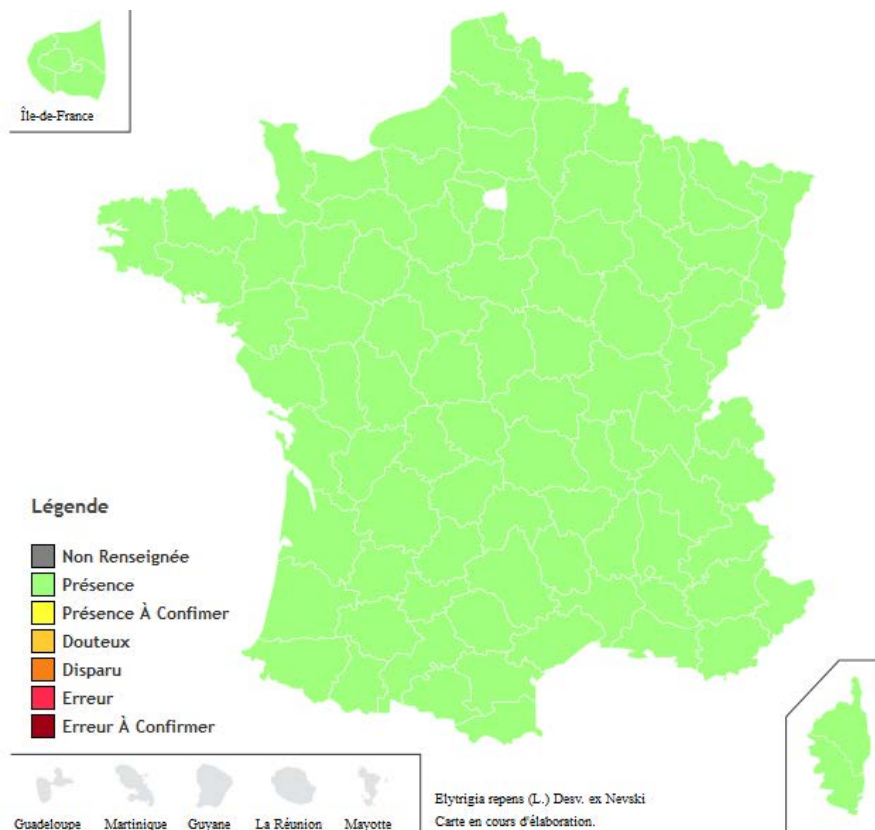 Île-de-France
Légende
Non Renseignée
Présence
Présence À Confimer
Douteux
Disparu
Erreur
Erreur À Confirmer
Guadeloupe
Martinique
Guyane
La Réunion
Mayotte
Elytrigia repens (L.) Desv. ex Nevski
Carte en cours d'élaboration.